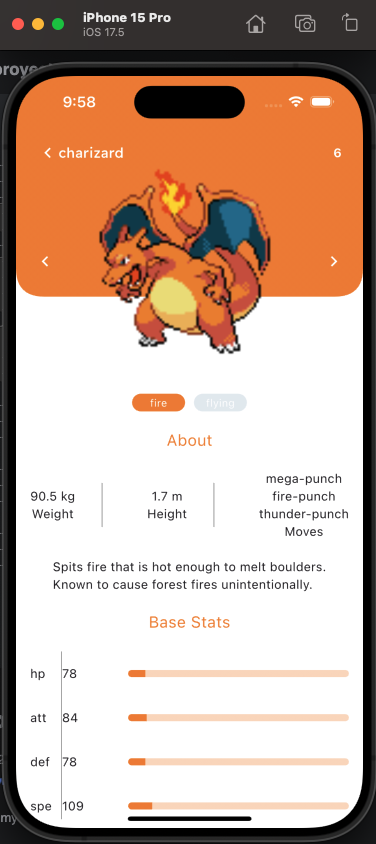 iPhone 15 Pro
iOS 17.5
9:58
charizard
6
fire
flying
About
90.5 kg
Weight
1.7 m
Height
mega-punch
fire-punch
thunder-punch
Moves
Spits fire that is hot enough to melt boulders.
Known to cause forest fires unintentionally.
Base Stats
hp 78
att 84
def 78
spe 109